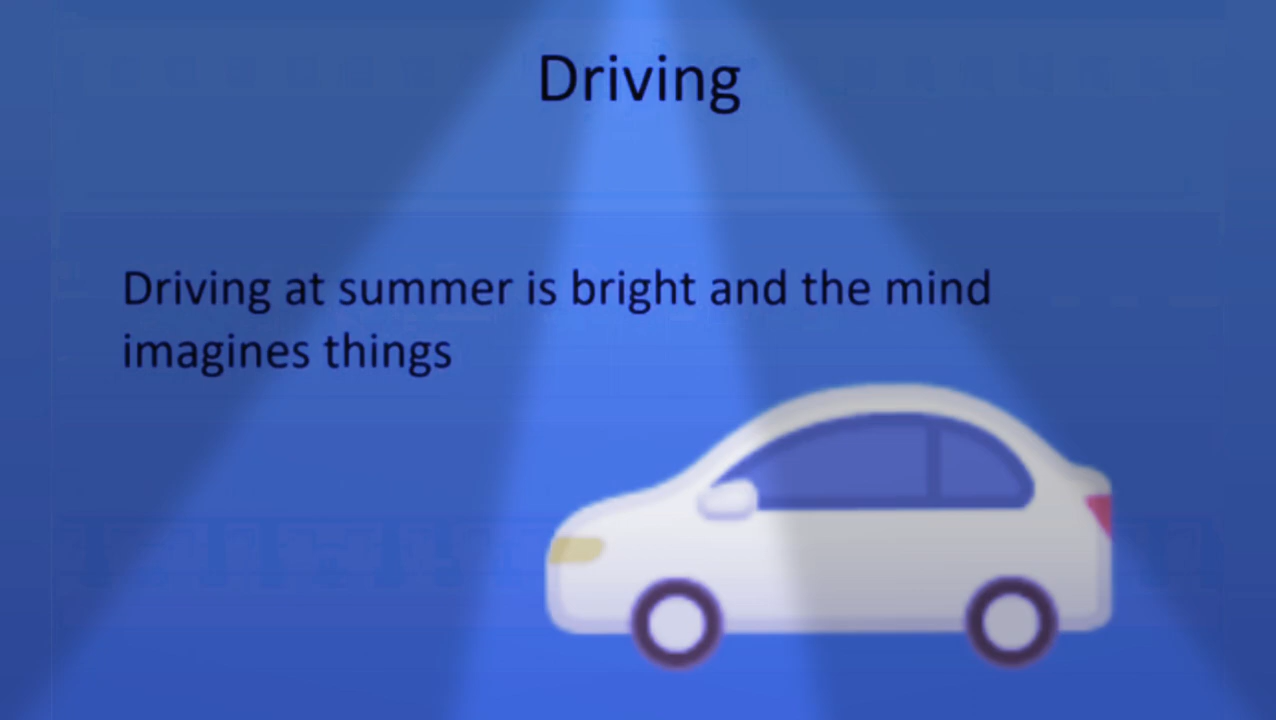 Driving
Driving at summer is bright and the mind
imagines things